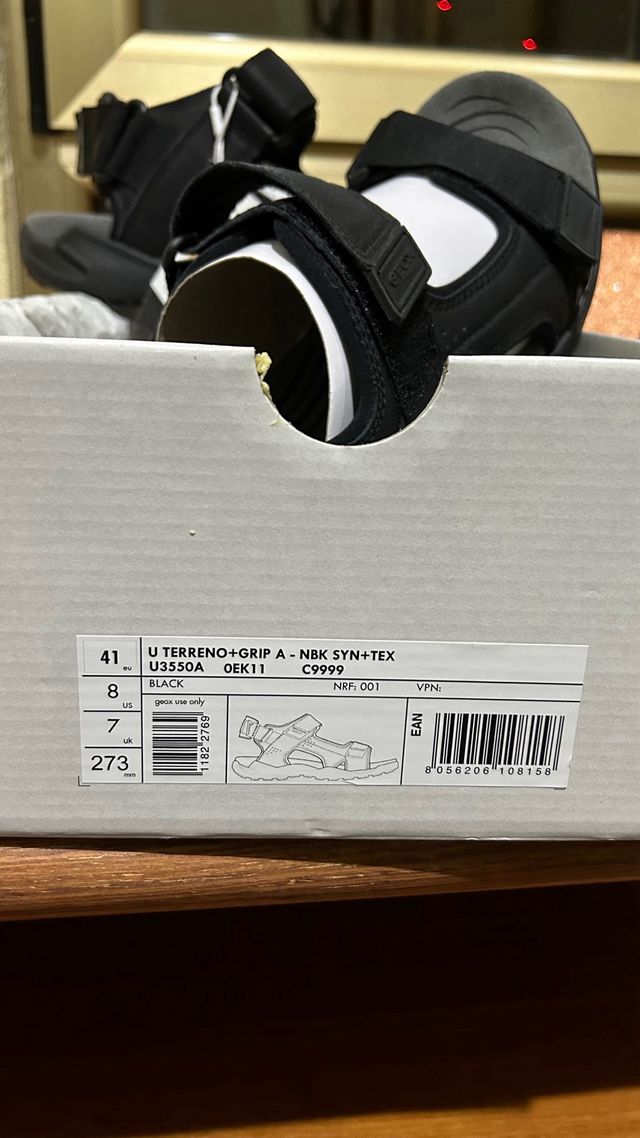 GEOX
41 eu
U TERRENO+GRIP A - NBK SYN+TEX
U3550A 0EK11 C9999
8 us
BLACK NRF: 001 VPN:
7 uk
geox use only
1182 2769
EAN
8 056206 108158
273 mm